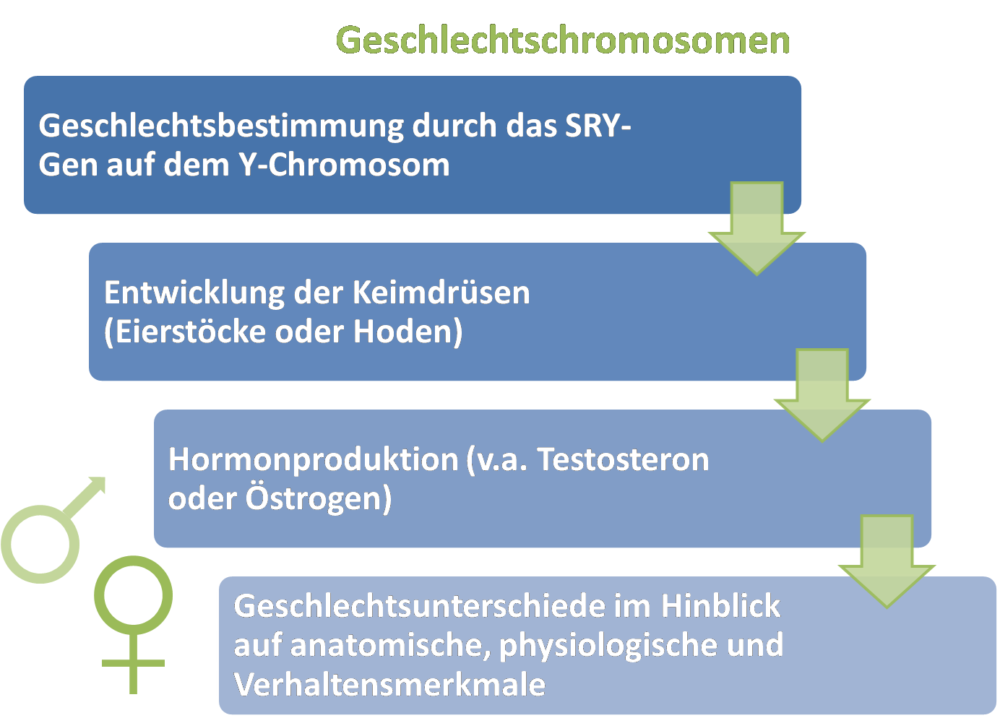 Geschlechtschromosomen
Geschlechtsbestimmung durch das SRY-
Gen auf dem Y-Chromosom
Entwicklung der Keimdrüsen
(Eierstöcke oder Hoden)
Hormonproduktion (v.a. Testosteron
oder Östrogen)
Geschlechtsunterschiede im Hinblick
auf anatomische, physiologische und
Verhaltensmerkmale